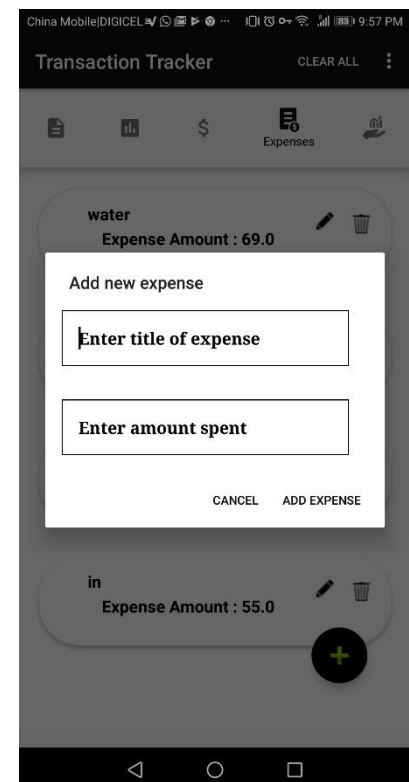 China Mobile|DIGICEL 83 9:57 PM
Transaction Tracker CLEAR ALL
Expenses
water
Expense Amount : 69.0
Add new expense
Enter title of expense
Enter amount spent
CANCEL ADD EXPENSE
in
Expense Amount : 55.0